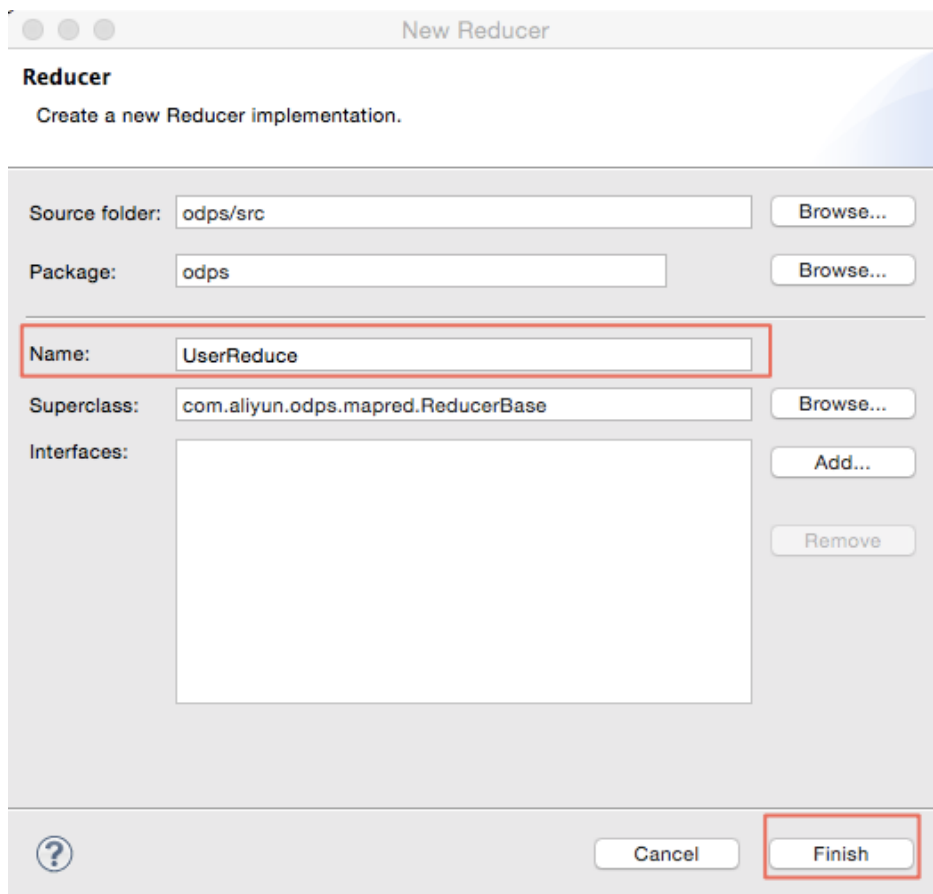 New Reducer
Reducer
Create a new Reducer implementation.
Source folder: odps/src Browse...
Package: odps Browse...
Name: UserReduce
Superclass: com.aliyun.odps.mapred.ReducerBase Browse...
Interfaces: Add...
Remove
? Cancel Finish